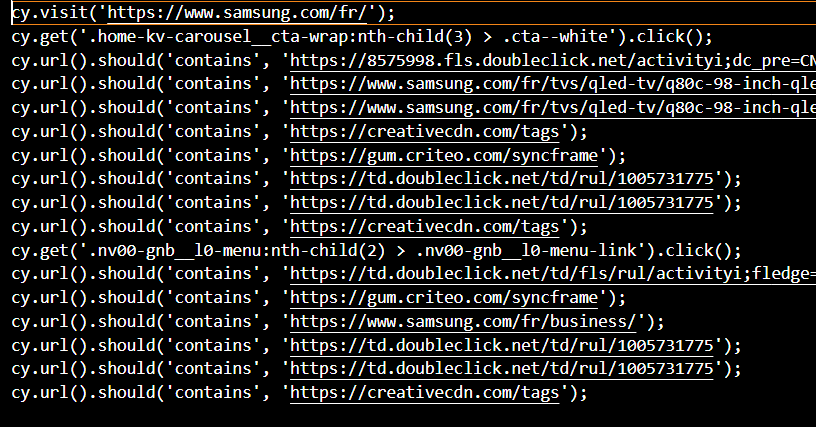 cy.visit('https://www.samsung.com/fr/');
cy.get('.home-kv-carousel__cta-wrap:nth-child(3) > .cta--white').click();
cy.url().should('contains', 'https://8575998.fls.doubleclick.net/activityi;dc_pre=CN
cy.url().should('contains', 'https://www.samsung.com/fr/tvs/qled-tv/q80c-98-inch-qle
cy.url().should('contains', 'https://www.samsung.com/fr/tvs/qled-tv/q80c-98-inch-qle
cy.url().should('contains', 'https://creativecdn.com/tags');
cy.url().should('contains', 'https://gum.criteo.com/syncframe');
cy.url().should('contains', 'https://td.doubleclick.net/td/rul/1005731775');
cy.url().should('contains', 'https://td.doubleclick.net/td/rul/1005731775');
cy.url().should('contains', 'https://creativecdn.com/tags');
cy.get('.nv00-gnb__l0-menu:nth-child(2) > .nv00-gnb__l0-menu-link').click();
cy.url().should('contains', 'https://td.doubleclick.net/td/fls/rul/activityi;fledge=
cy.url().should('contains', 'https://gum.criteo.com/syncframe');
cy.url().should('contains', 'https://www.samsung.com/fr/business/');
cy.url().should('contains', 'https://td.doubleclick.net/td/rul/1005731775');
cy.url().should('contains', 'https://td.doubleclick.net/td/rul/1005731775');
cy.url().should('contains', 'https://creativecdn.com/tags');